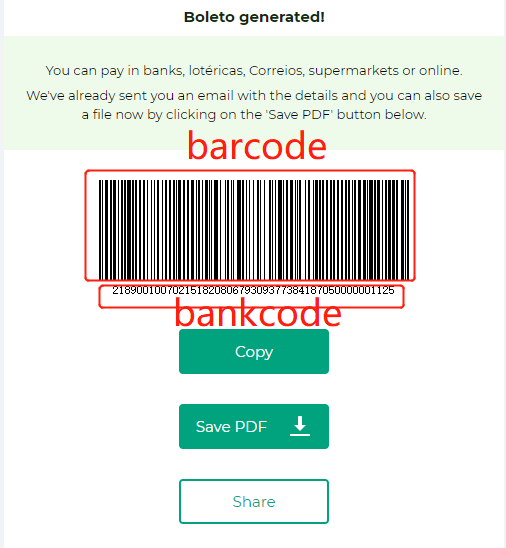 Boleto generated!
You can pay in banks, lotéricas, Correios, supermarkets or online.
We've already sent you an email with the details and you can also save
a file now by clicking on the 'Save PDF' button below.
barcode
21890010070215182080679309377384187050000001125
bankcode
Copy
Save PDF
Share